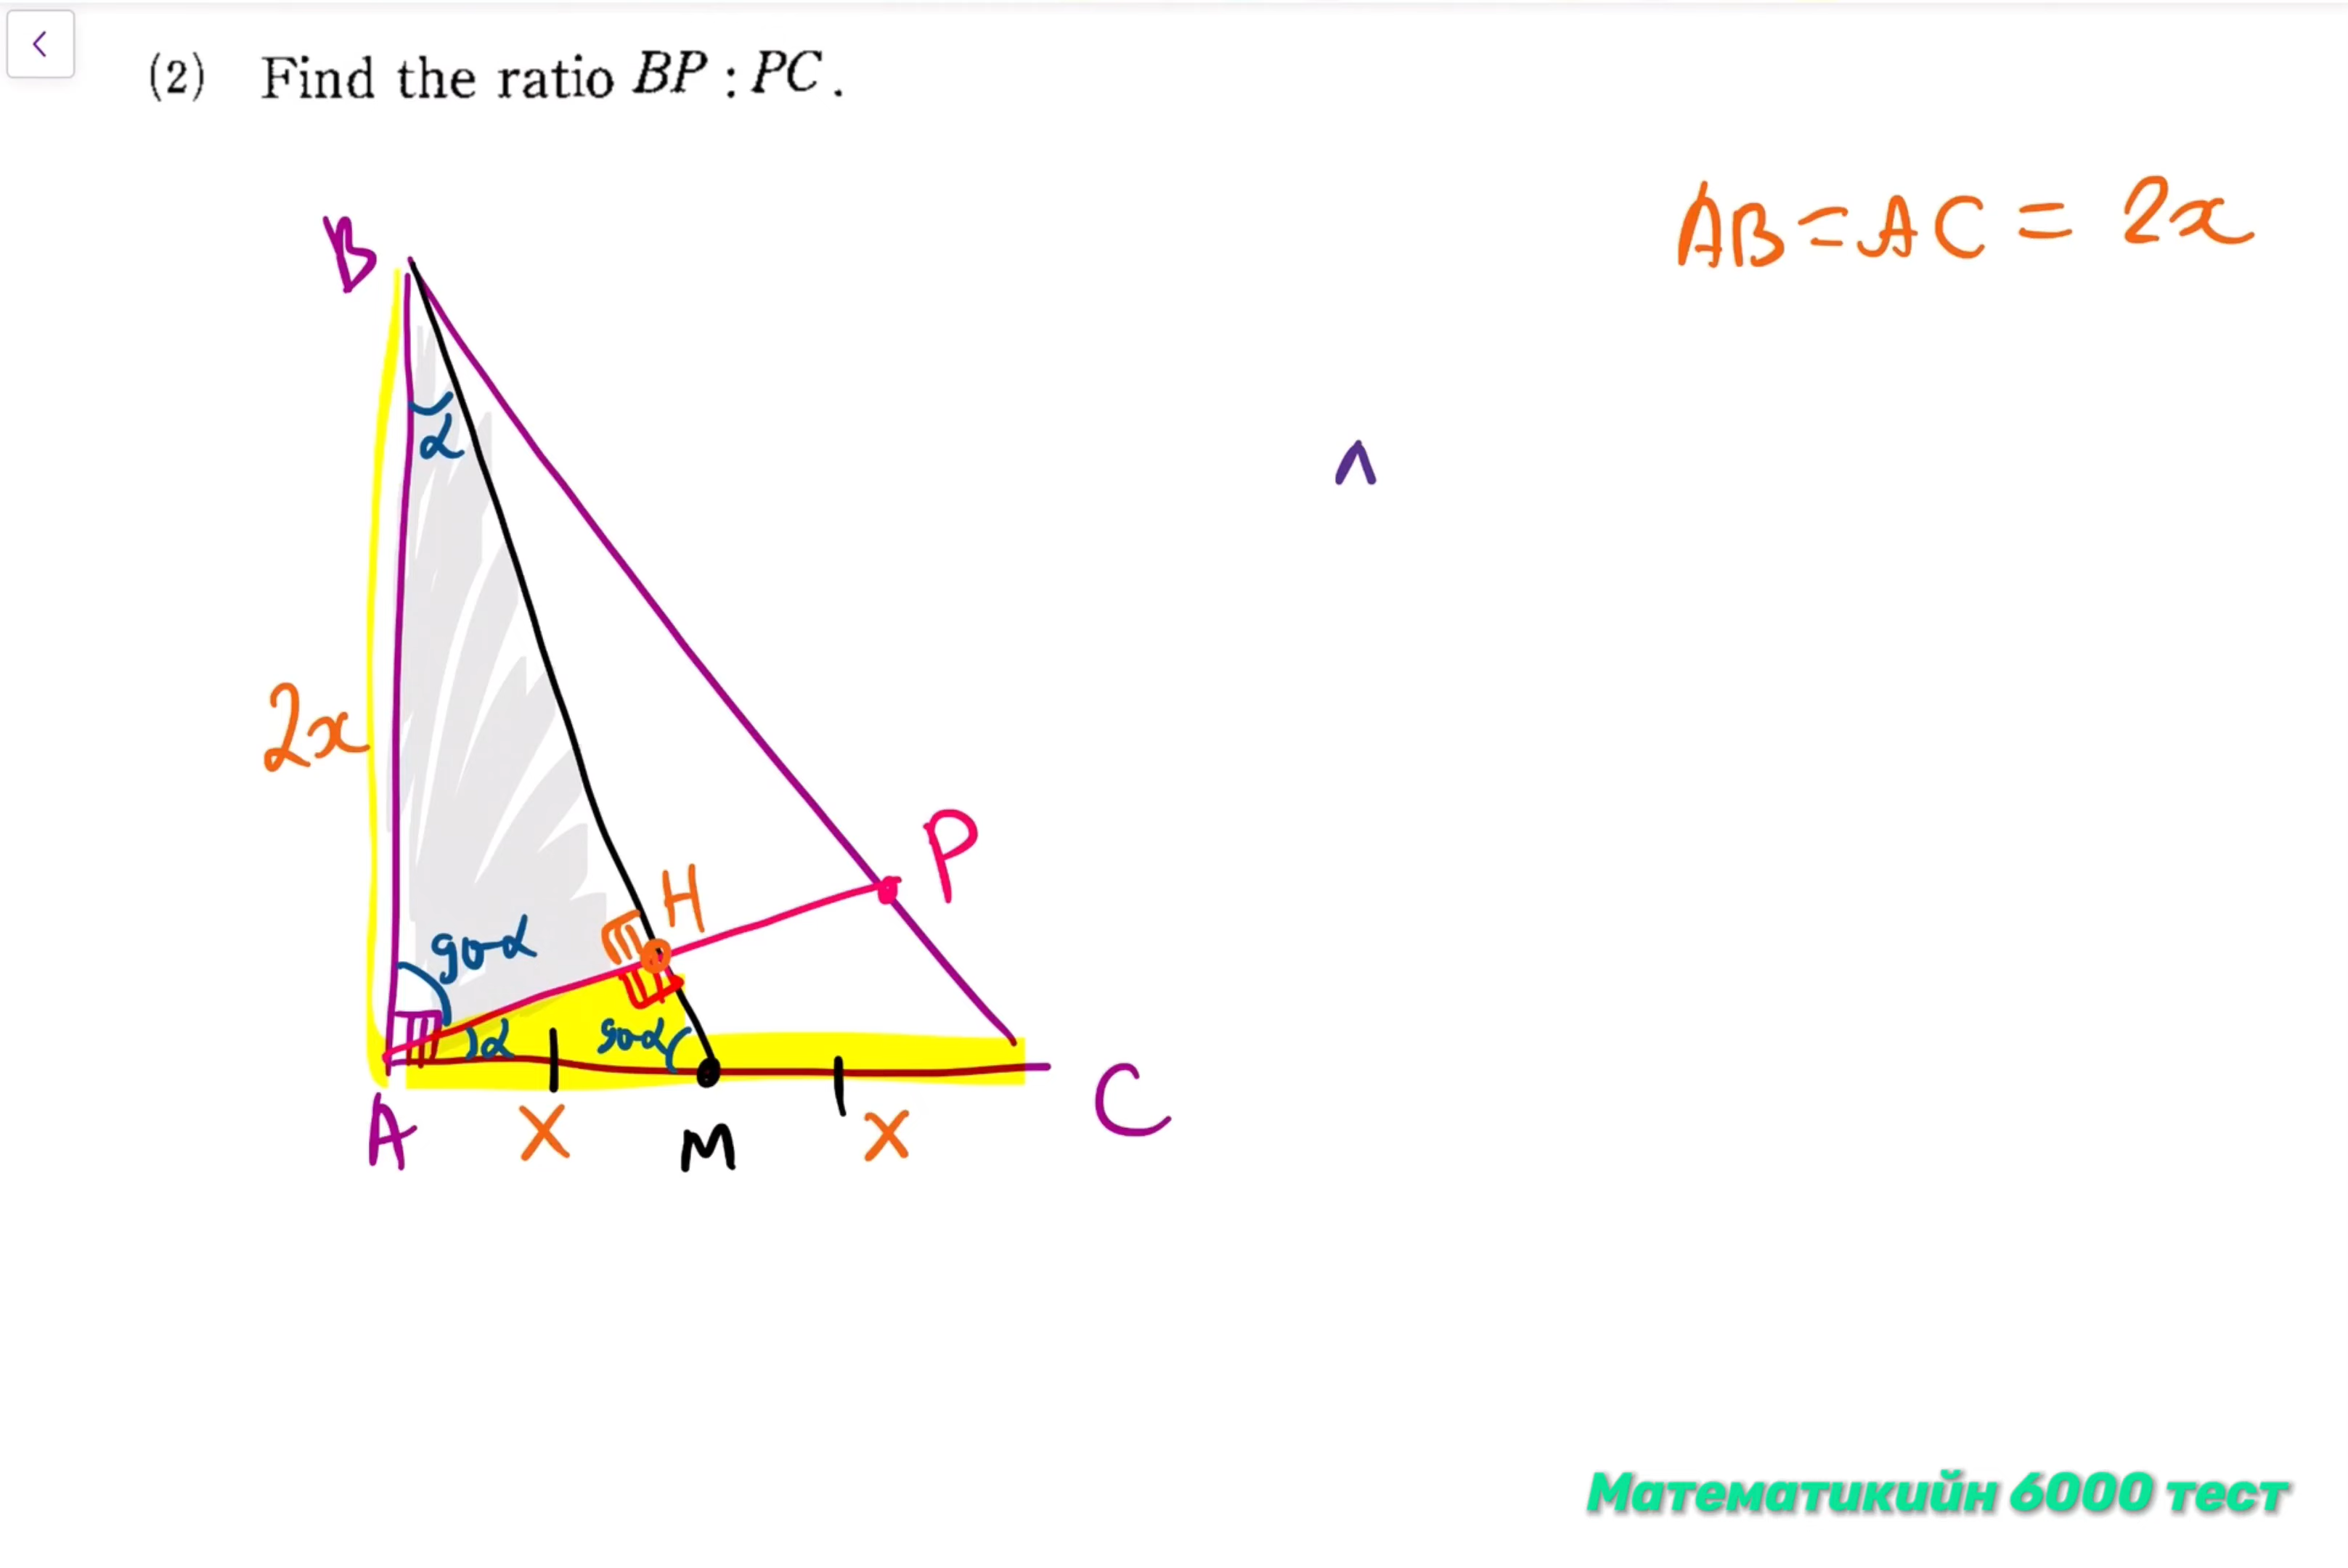 (2) Find the ratio BP : PC.
AB = AC = 2x
B
α
^
2x
P
H
90-α
α
90-α
A
x
M
x
C
Математикийн 6000 тест